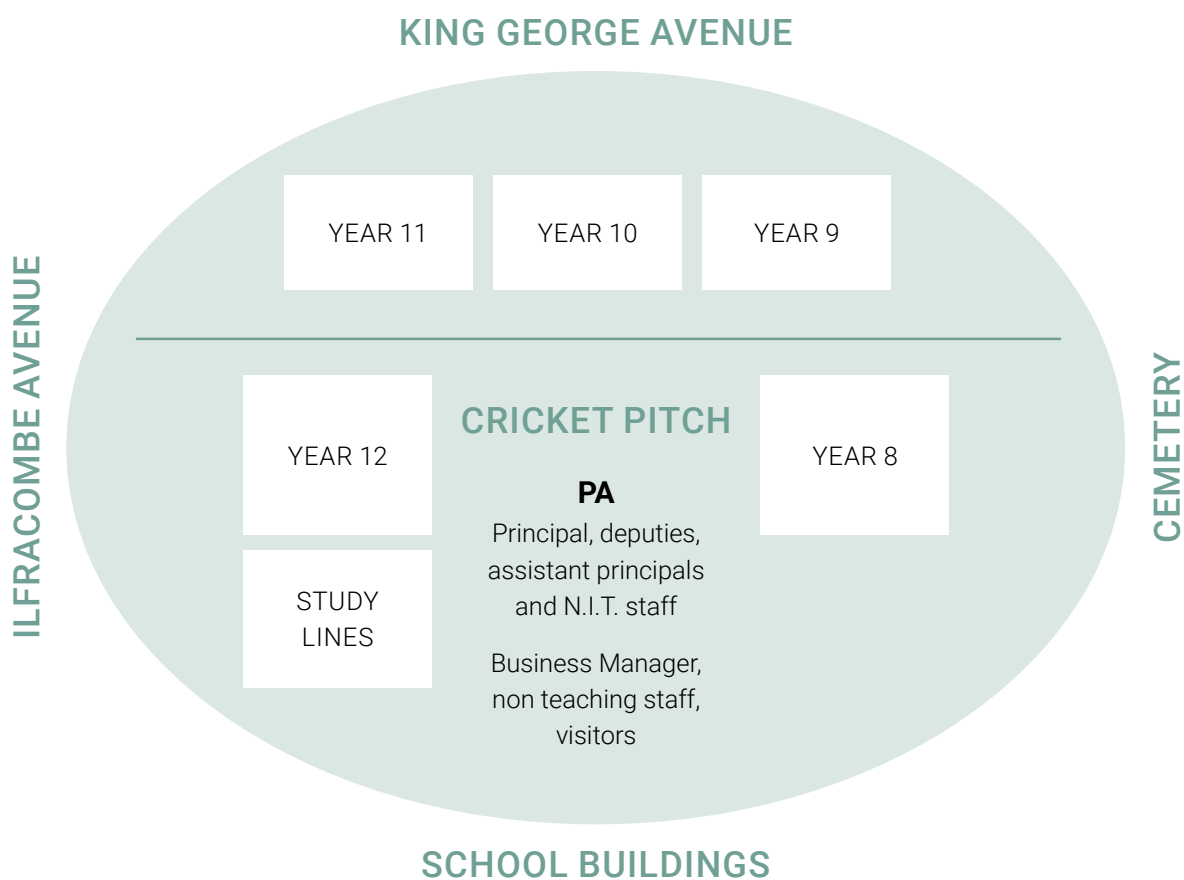 KING GEORGE AVENUE
YEAR 11
YEAR 10
YEAR 9
ILFRACOMBE AVENUE
CEMETERY
YEAR 12
CRICKET PITCH
YEAR 8
PA
Principal, deputies,
assistant principals
and N.I.T. staff
STUDY
LINES
Business Manager,
non teaching staff,
visitors
SCHOOL BUILDINGS